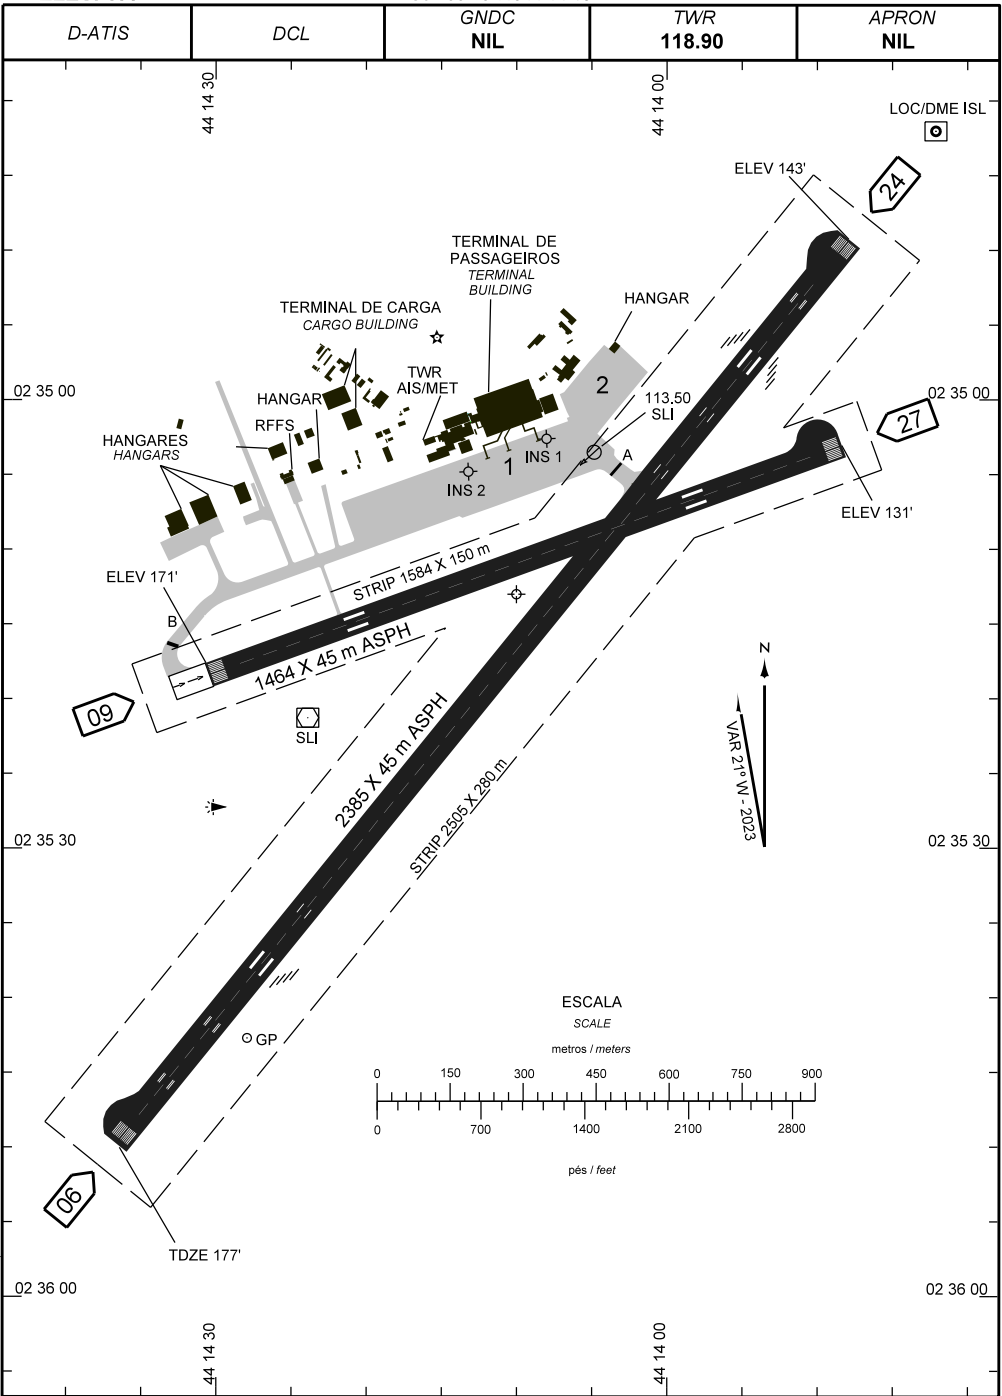 D-ATIS
DCL
GNDC
NIL
TWR
118.90
APRON
NIL
44 14 30
44 14 00
LOC/DME ISL
ELEV 143'
24
TERMINAL DE
PASSAGEIROS
TERMINAL
BUILDING
TERMINAL DE CARGA
CARGO BUILDING
HANGAR
TWR
AIS/MET
2
02 35 00
02 35 00
113.50
SLI
HANGAR
RFFS
27
HANGARES
HANGARS
1
INS 1
INS 2
A
ELEV 131'
ELEV 171'
STRIP 1584 X 150 m
B
1464 X 45 m ASPH
09
SLI
N
VAR 21° W - 2023
2385 X 45 m ASPH
STRIP 2505 X 280 m
02 35 30
02 35 30
GP
ESCALA
SCALE
metros / meters
0 150 300 450 600 750 900
0 700 1400 2100 2800
pés / feet
06
TDZE 177'
02 36 00
02 36 00
44 14 30
44 14 00